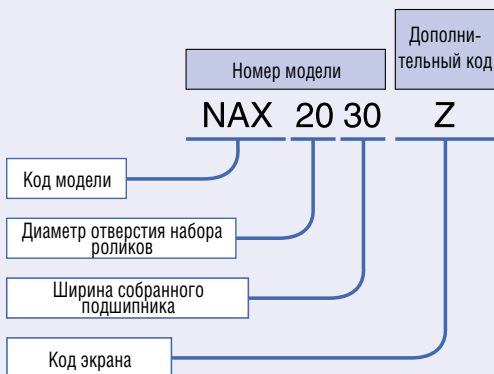 Дополни-
тельный код
Номер модели
NAX 20 30 Z
Код модели
Диаметр отверстия набора
роликов
Ширина собранного
подшипника
Код экрана